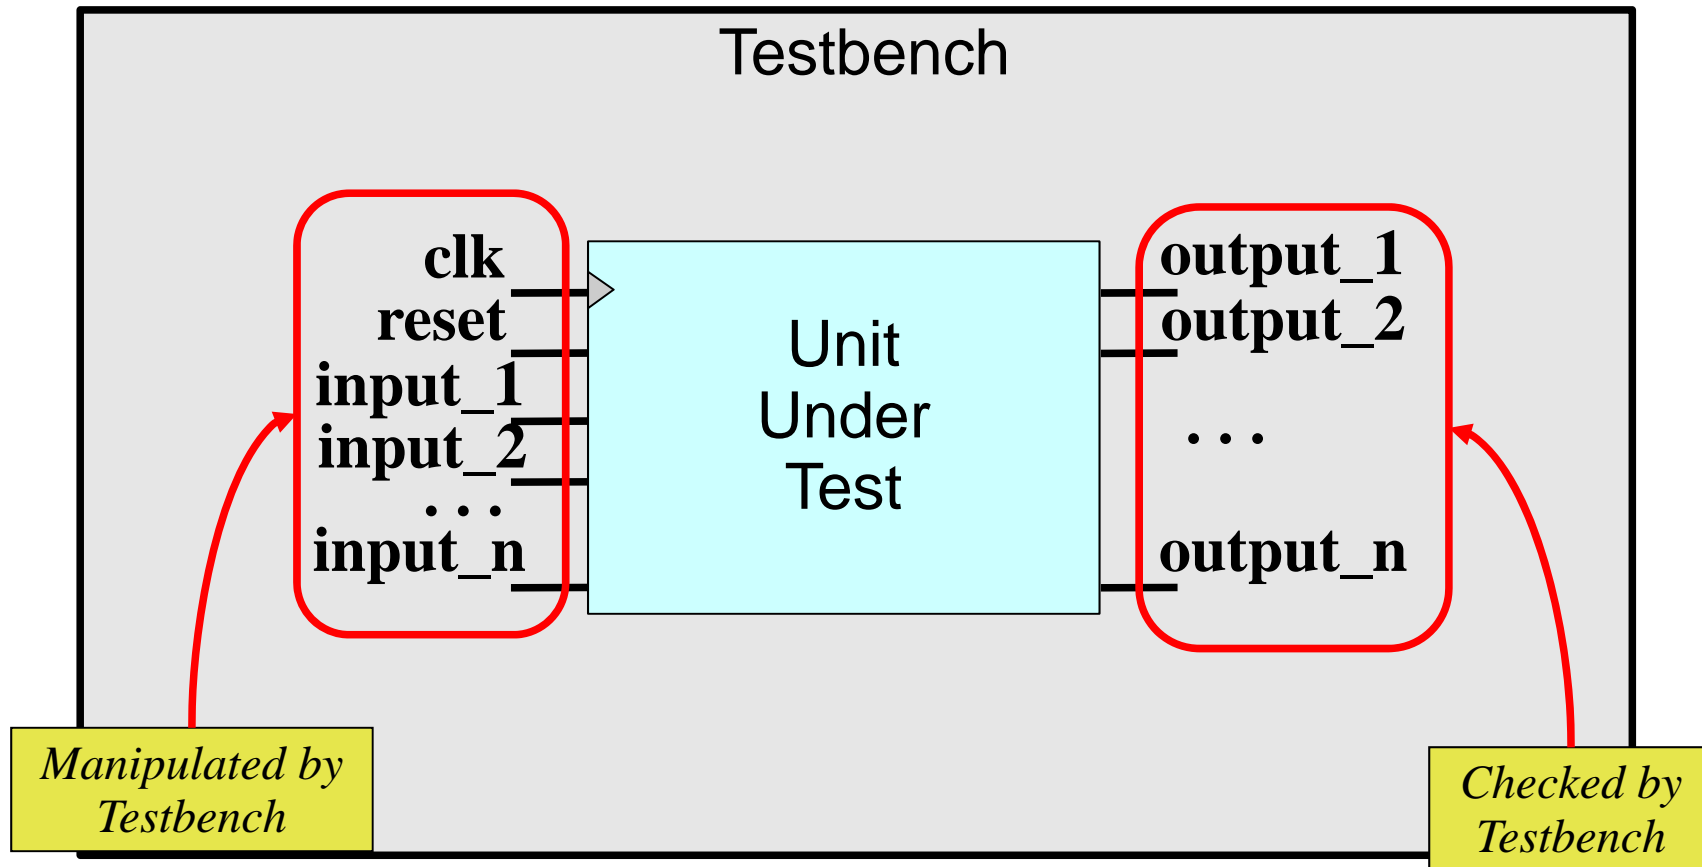 Testbench
clk
reset
input_1
input_2
...
input_n
Unit
Under
Test
output_1
output_2
...
output_n
Manipulated by
Testbench
Checked by
Testbench